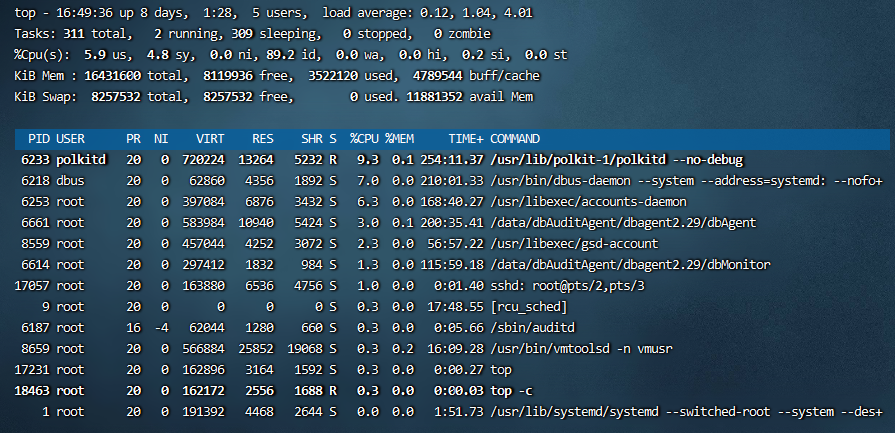 top - 16:49:36 up 8 days,  1:28,  5 users,  load average: 0.12, 1.04, 4.01
Tasks: 311 total,   2 running, 309 sleeping,   0 stopped,   0 zombie
%Cpu(s):  5.9 us,  4.8 sy,  0.0 ni, 89.2 id,  0.0 wa,  0.0 hi,  0.2 si,  0.0 st
KiB Mem : 16431600 total,  8119936 free,  3522120 used,  4789544 buff/cache
KiB Swap:  8257532 total,  8257532 free,        0 used. 11881352 avail Mem
PID USER      PR  NI    VIRT    RES    SHR S  %CPU %MEM     TIME+ COMMAND
6233 polkitd   20   0  720224  13264   5232 R   9.3  0.1 254:11.37 /usr/lib/polkit-1/polkitd --no-debug
6218 dbus      20   0   62860   4356   1892 S   7.0  0.0 210:01.33 /usr/bin/dbus-daemon --system --address=systemd: --nofo+
6253 root      20   0  397084   6876   3432 S   6.3  0.0 168:40.27 /usr/libexec/accounts-daemon
6661 root      20   0  583984  10940   5424 S   3.0  0.1 200:35.41 /data/dbAuditAgent/dbagent2.29/dbAgent
8559 root      20   0  457044   4252   3072 S   2.3  0.0  56:57.22 /usr/libexec/gsd-account
6614 root      20   0  297412   1832    984 S   1.3  0.0 115:59.18 /data/dbAuditAgent/dbagent2.29/dbMonitor
17057 root      20   0  163880   6536   4756 S   1.0  0.0   0:01.40 sshd: root@pts/2,pts/3
9 root      20   0       0      0      0 S   0.3  0.0  17:48.55 [rcu_sched]
6187 root      16  -4   62044   1280    660 S   0.3  0.0   0:05.66 /sbin/auditd
8659 root      20   0  566884  25852  19068 S   0.3  0.2  16:09.28 /usr/bin/vmtoolsd -n vmusr
17231 root      20   0  162896   3164   1592 S   0.3  0.0   0:00.27 top
18463 root      20   0  162172   2556   1688 R   0.3  0.0   0:00.03 top -c
1 root      20   0  191392   4468   2644 S   0.0  0.0   1:51.73 /usr/lib/systemd/systemd --switched-root --system --des+